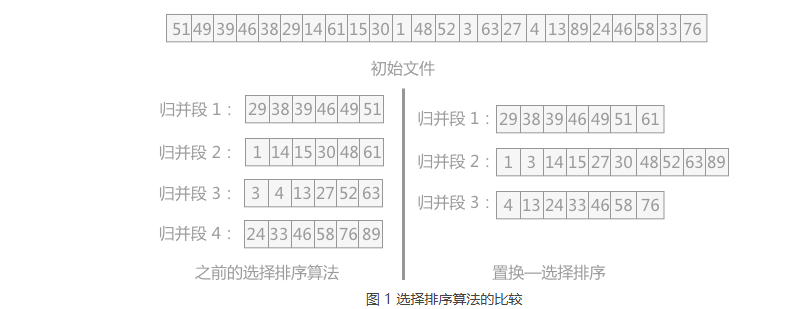 51 49 39 46 38 29 14 61 15 30 1 48 52 3 63 27 4 13 89 24 46 58 33 76
初始文件
归并段 1： 29 38 39 46 49 51
归并段 2： 1 14 15 30 48 61
归并段 3： 3 4 13 27 52 63
归并段 4： 24 33 46 58 76 89
之前的选择排序算法
归并段 1： 29 38 39 46 49 51 61
归并段 2： 1 3 14 15 27 30 48 52 63 89
归并段 3： 4 13 24 33 46 58 76
置换—选择排序
图 1 选择排序算法的比较